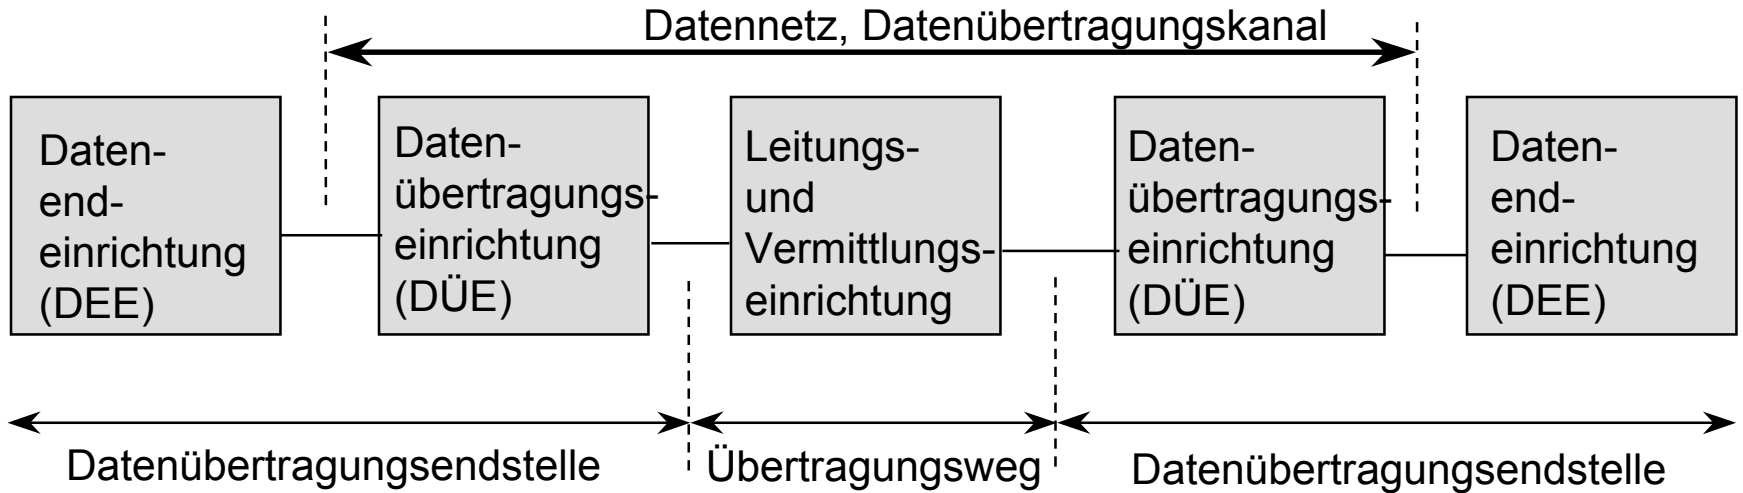 Datennetz, Datenübertragungskanal
Daten-
end-
einrichtung
(DEE)
Daten-
übertragungs-
einrichtung
(DÜE)
Leitungs-
und
Vermittlungs-
einrichtung
Daten-
übertragungs-
einrichtung
(DÜE)
Daten-
end-
einrichtung
(DEE)
Datenübertragungsendstelle
Übertragungsweg
Datenübertragungsendstelle